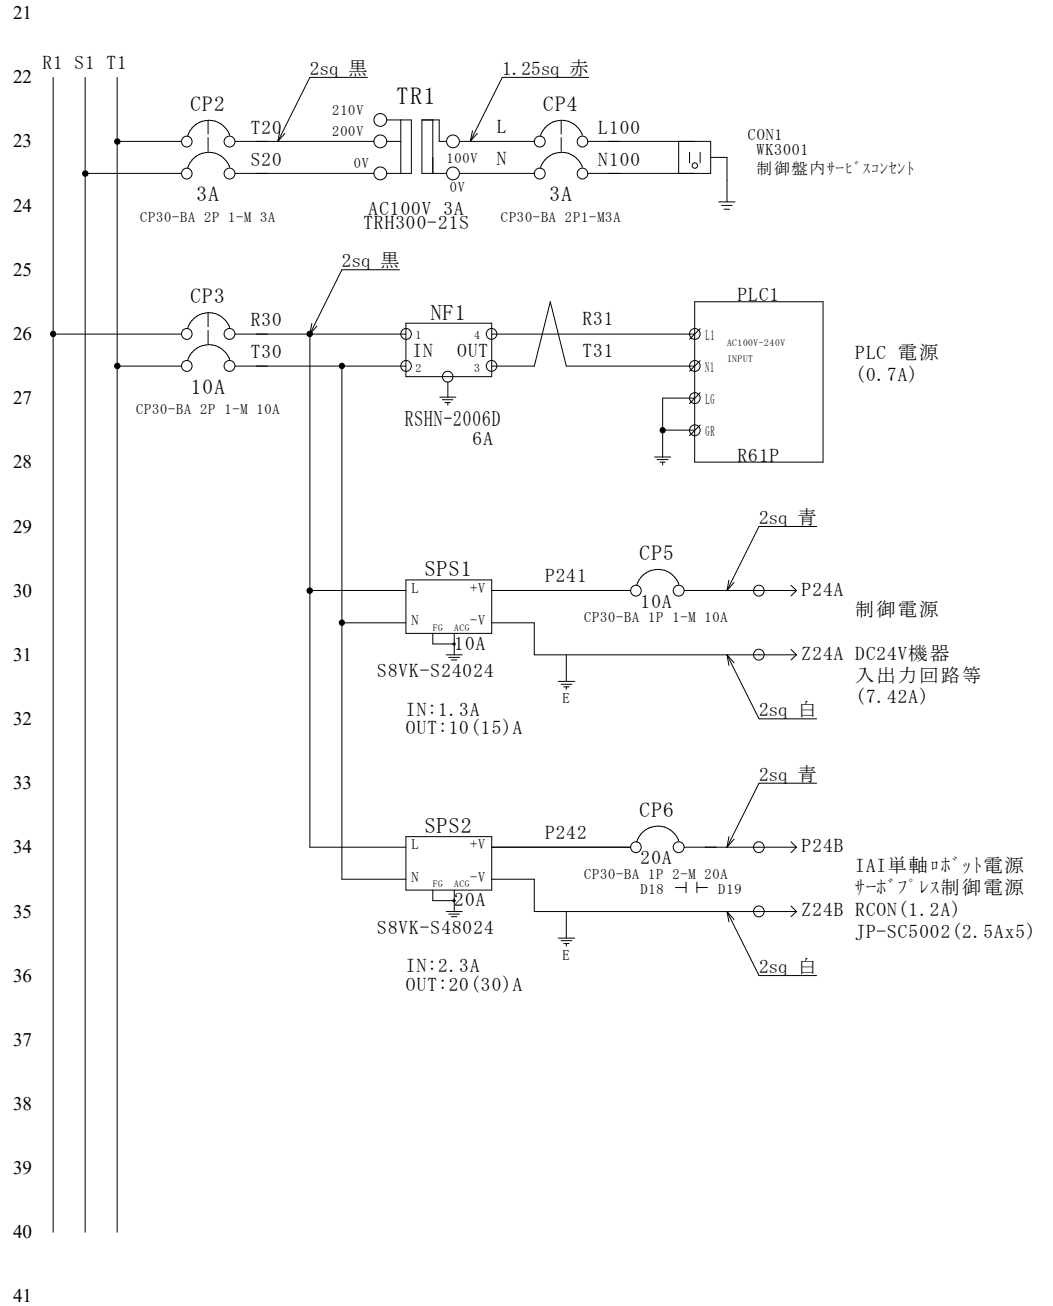 21
R1 S1 T1
22
2sq 黒
1.25sq 赤
CP2
TR1
CP4
210V
T20
200V
L
L100
23
CON1
WK3001
制御盤内サービスコンセント
S20
0V
100V
N
N100
0V
3A
3A
24
CP30-BA 2P 1-M 3A
AC100V 3A
TRH300-21S
CP30-BA 2P1-M3A
25
2sq 黒
CP3
NF1
PLC1
R30
R31
26
1
4
L1
AC100V-240V
INPUT
IN
OUT
T30
T31
2
3
N1
PLC 電源
(0.7A)
10A
27
LG
CP30-BA 2P 1-M 10A
RSHN-2006D
6A
GR
28
R61P
29
2sq 青
CP5
SPS1
P241
30
L
+V
P24A
10A
制御電源
CP30-BA 1P 1-M 10A
N
-V
FG
ACG
10A
31
Z24A
DC24V機器
入出力回路等
(7.42A)
S8VK-S24024
E
IN:1.3A
OUT:10(15)A
32
2sq 白
33
2sq 青
CP6
SPS2
P242
34
L
+V
P24B
20A
CP30-BA 1P 2-M 20A
D18
D19
IAI単軸ロボット電源
サーボプレス制御電源
N
-V
FG
ACG
20A
35
Z24B
RCON(1.2A)
JP-SC5002(2.5Ax5)
S8VK-S48024
E
IN:2.3A
OUT:20(30)A
36
2sq 白
37
38
39
40
41